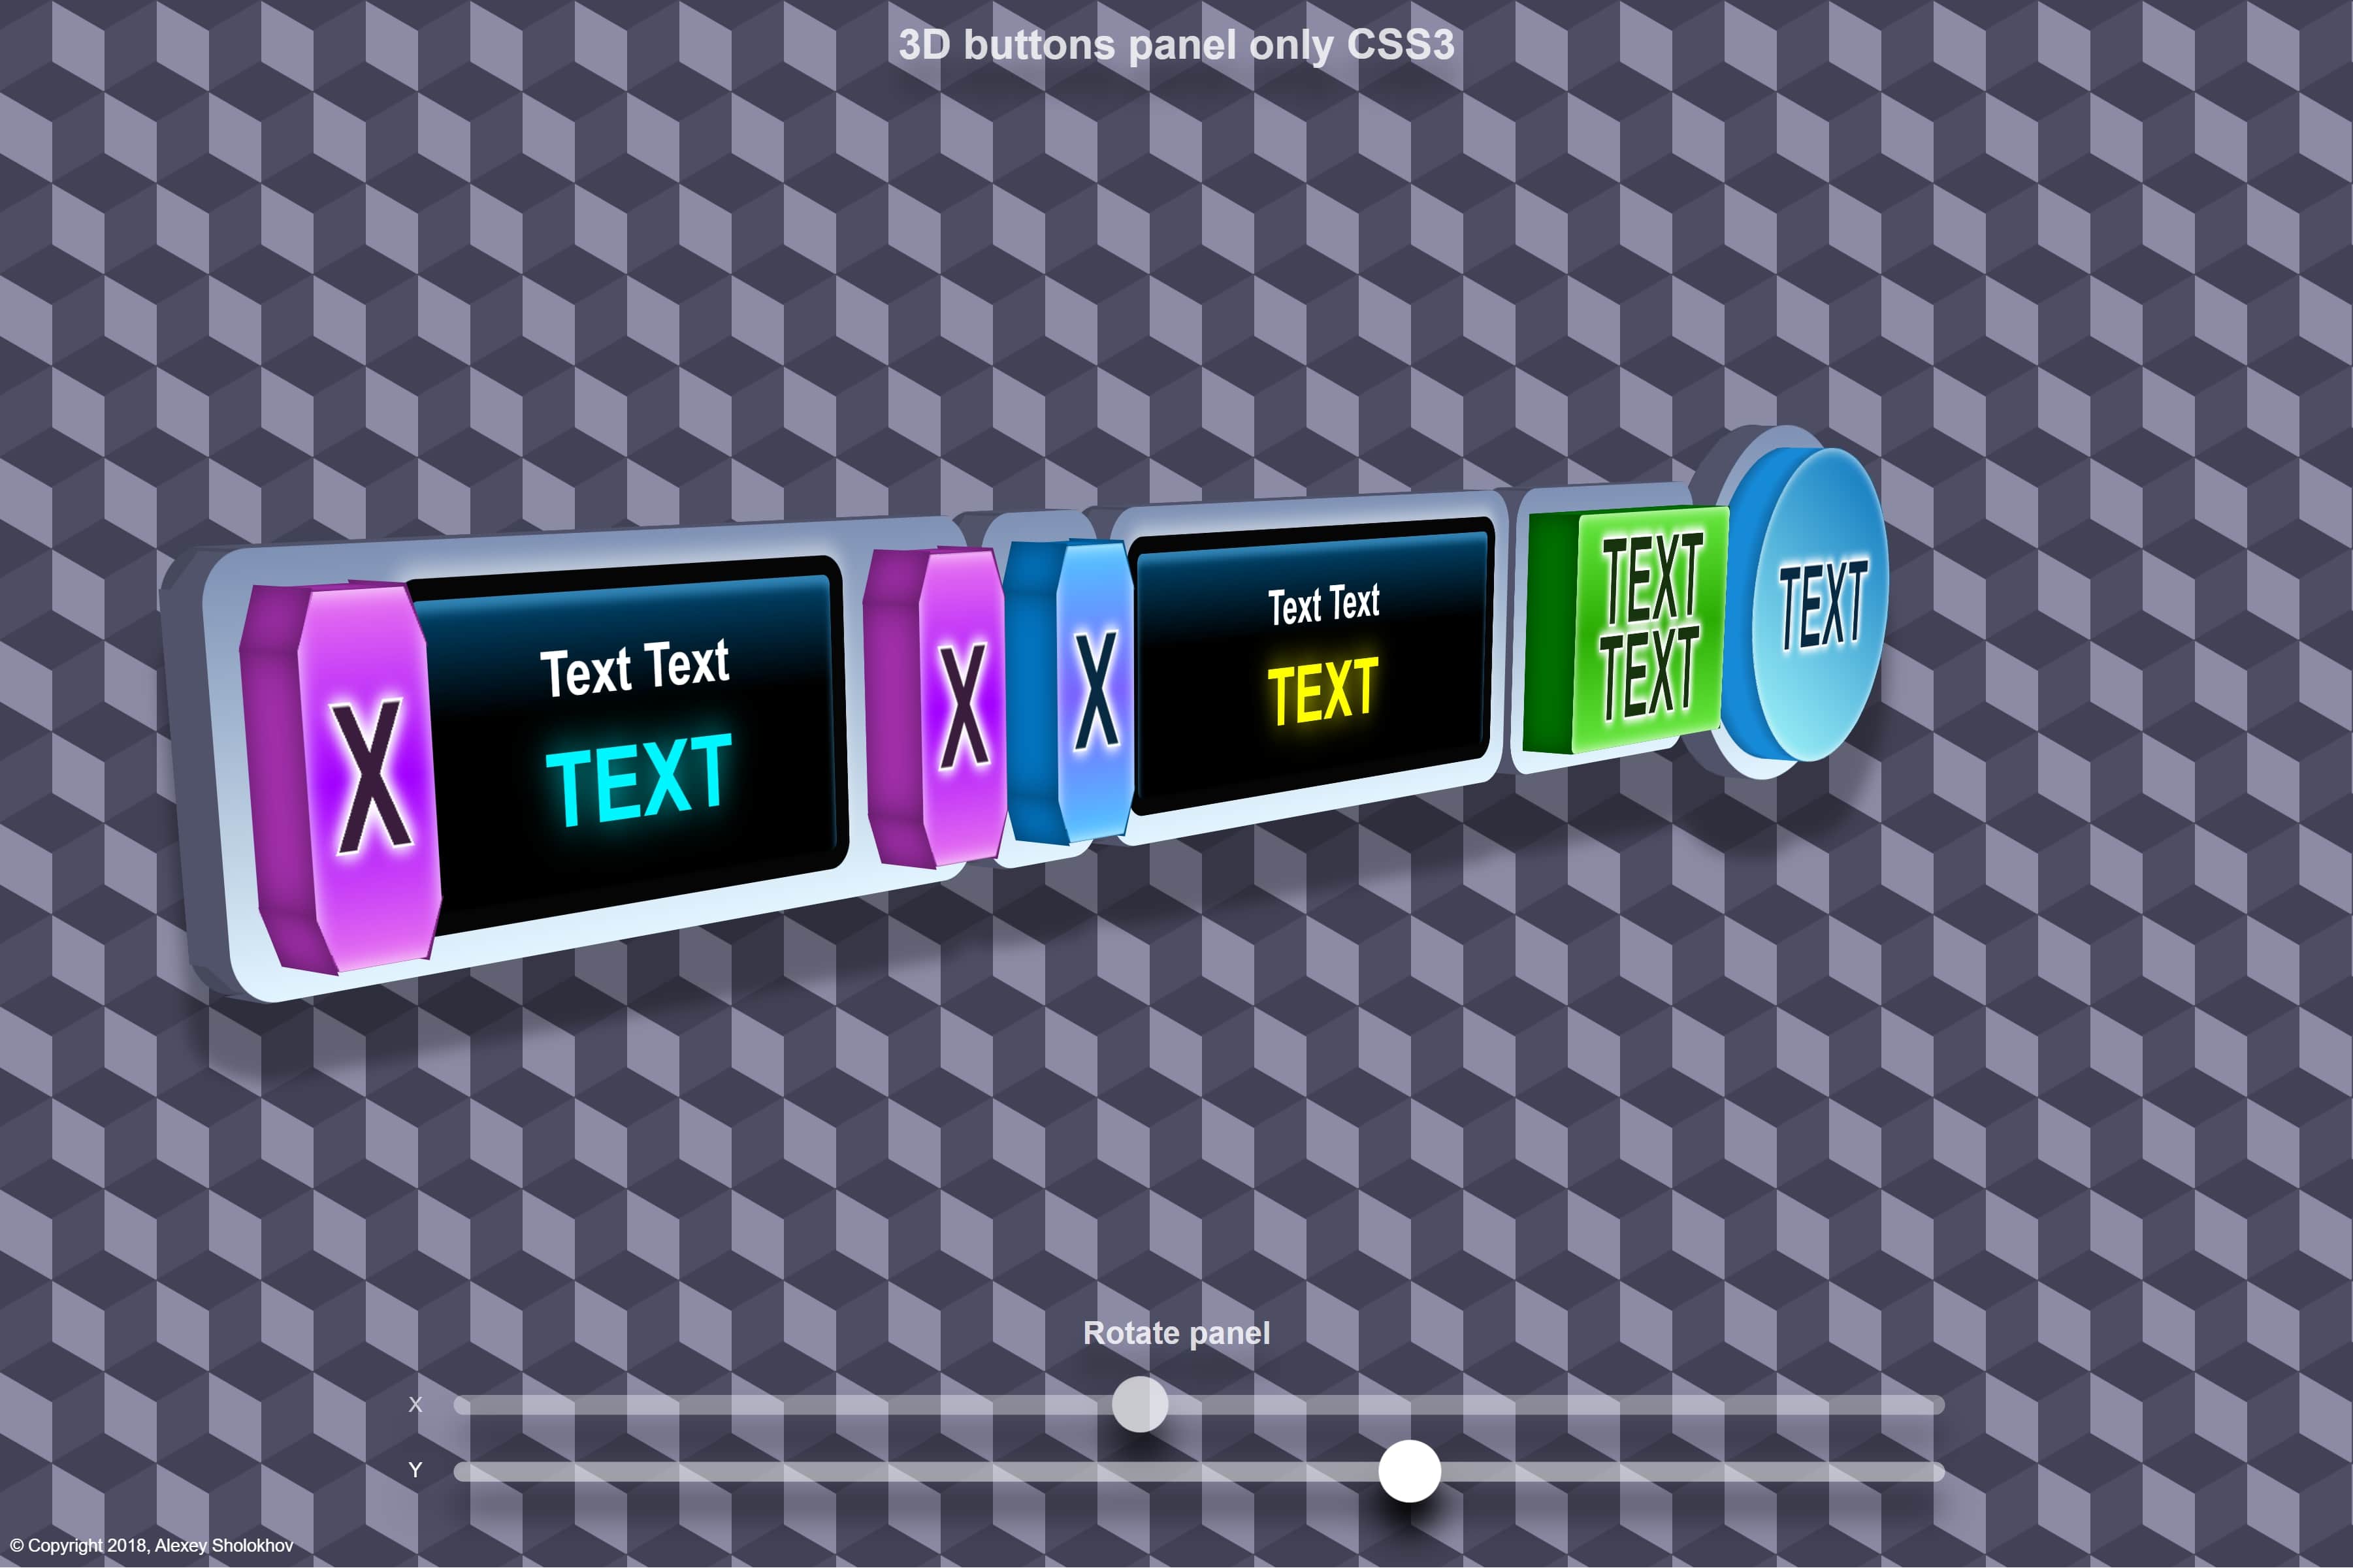 3D buttons panel only CSS3
X
Text Text
TEXT
X
X
Text Text
TEXT
TEXT
TEXT
TEXT
Rotate panel
X
Y
© Copyright 2018, Alexey Sholokhov